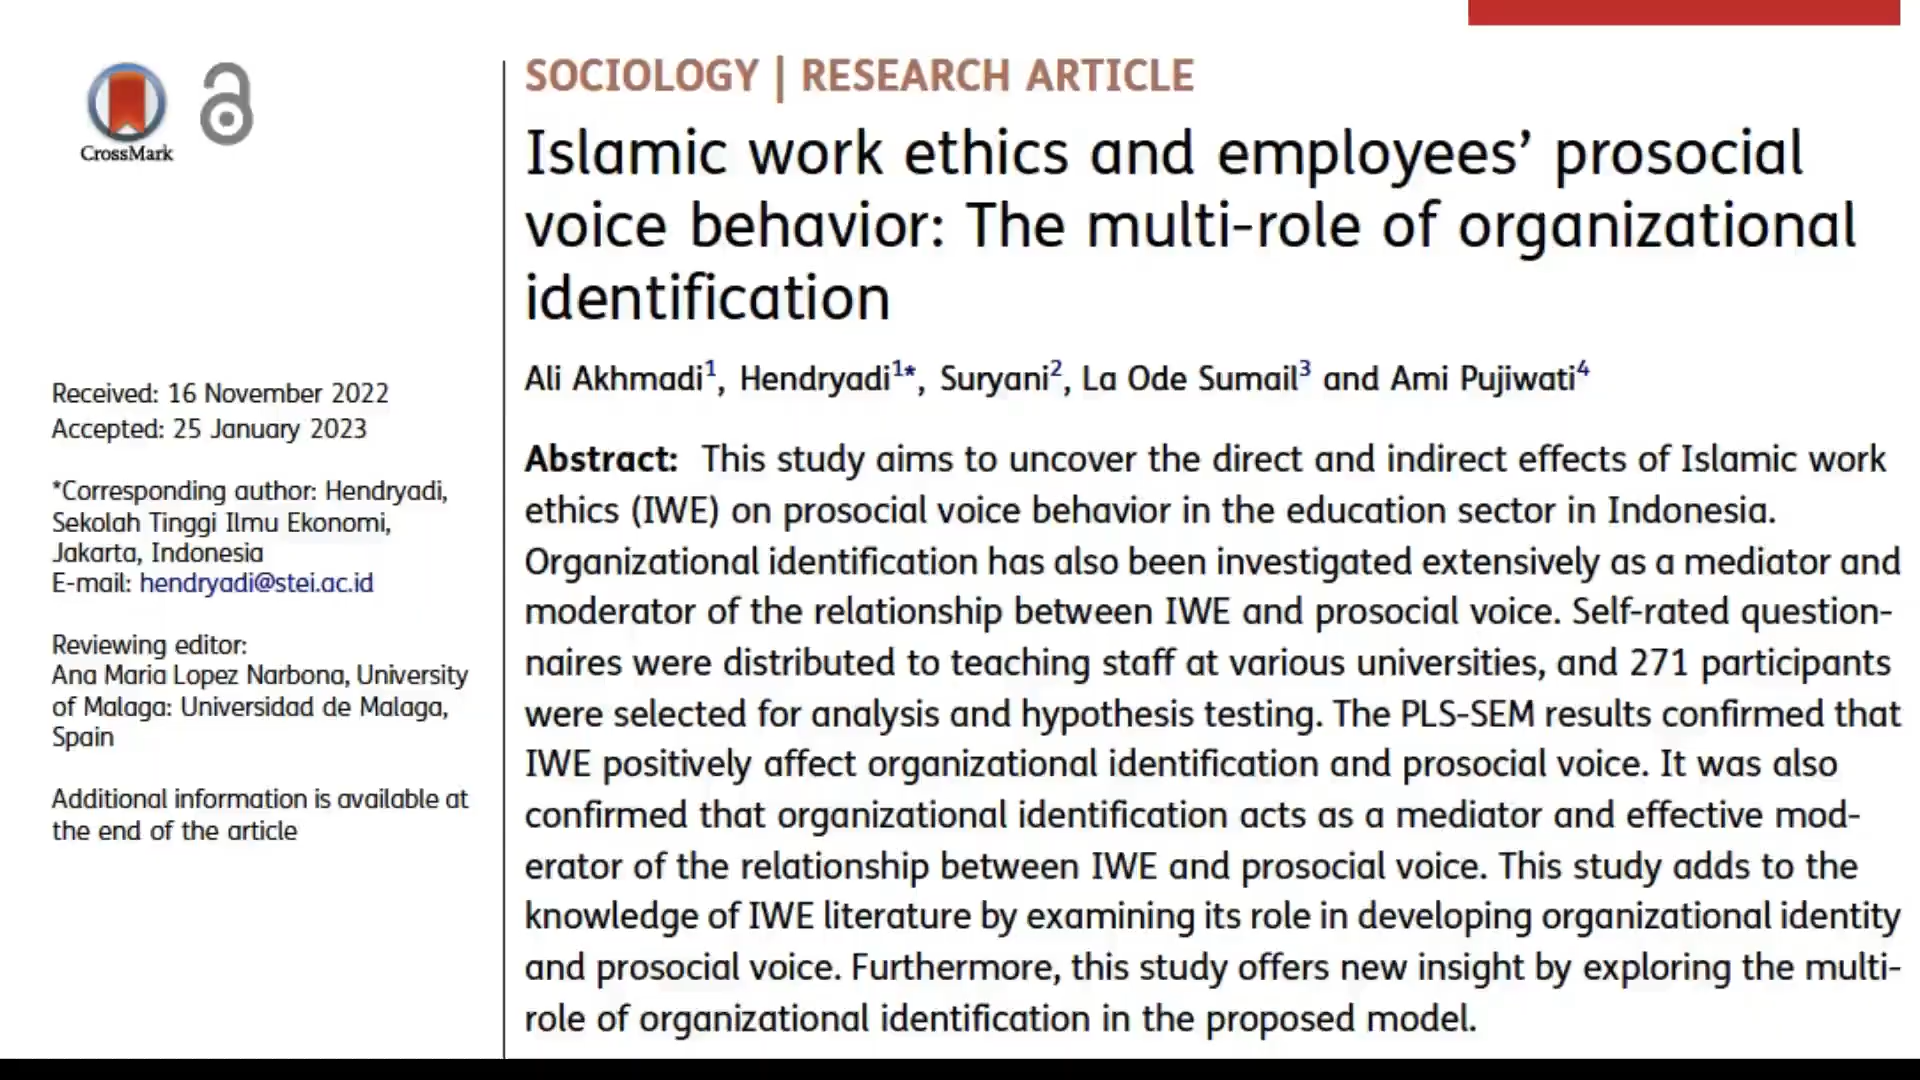 CrossMark
Received: 16 November 2022
Accepted: 25 January 2023
*Corresponding author: Hendryadi,
Sekolah Tinggi Ilmu Ekonomi,
Jakarta, Indonesia
E-mail: hendryadi@stei.ac.id
Reviewing editor:
Ana Maria Lopez Narbona, University
of Malaga: Universidad de Malaga,
Spain
Additional information is available at
the end of the article
SOCIOLOGY | RESEARCH ARTICLE
Islamic work ethics and employees’ prosocial
voice behavior: The multi-role of organizational
identification
Ali Akhmadi1, Hendryadi1*, Suryani2, La Ode Sumail3 and Ami Pujiwati4
Abstract: This study aims to uncover the direct and indirect effects of Islamic work
ethics (IWE) on prosocial voice behavior in the education sector in Indonesia.
Organizational identification has also been investigated extensively as a mediator and
moderator of the relationship between IWE and prosocial voice. Self-rated question-
naires were distributed to teaching staff at various universities, and 271 participants
were selected for analysis and hypothesis testing. The PLS-SEM results confirmed that
IWE positively affect organizational identification and prosocial voice. It was also
confirmed that organizational identification acts as a mediator and effective mod-
erator of the relationship between IWE and prosocial voice. This study adds to the
knowledge of IWE literature by examining its role in developing organizational identity
and prosocial voice. Furthermore, this study offers new insight by exploring the multi-
role of organizational identification in the proposed model.